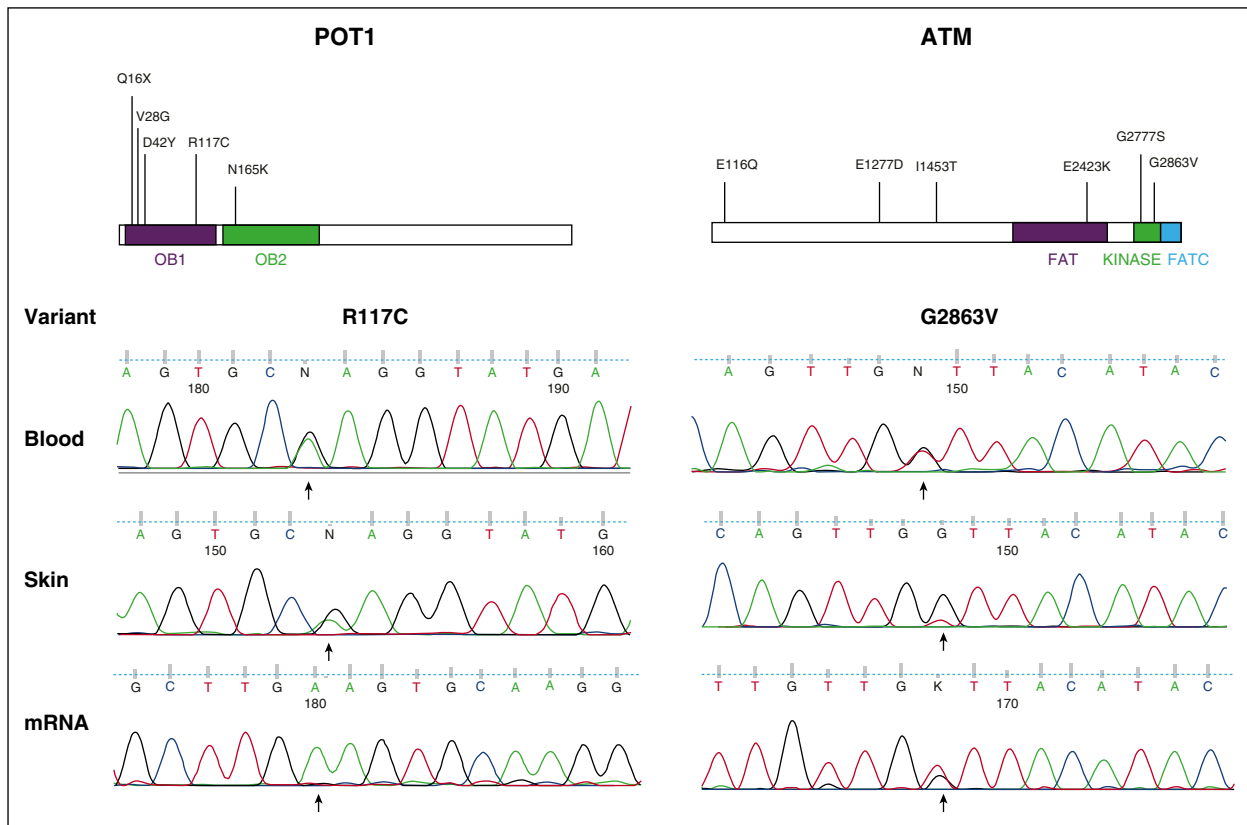 POT1 ATM
Q16X
V28G
D42Y R117C
N165K
OB1 OB2
G2777S
G2863V
E116Q E1277D I1453T E2423K
FAT KINASE FATC
Variant R117C G2863V
A G T G C N A G G T A T G A
180 190
A G T T G N T T A C A T A C
150
Blood
A G T G C N A G G T A T G
150 160
C A G T T G G T T A C A T A C
150
Skin
G C T T G A A G T G C A A G G
180
T T G T T G K T T A C A T A C
170
mRNA